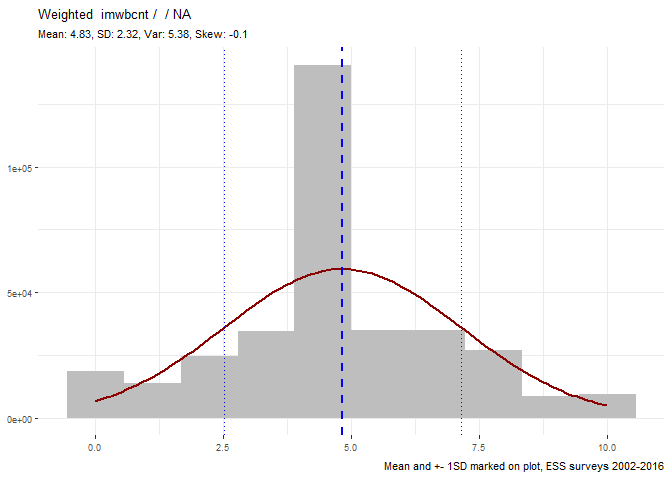 Weighted  imwbcnt /  / NA
Mean: 4.83, SD: 2.32, Var: 5.38, Skew: -0.1
1e+05
5e+04
0e+00
0.0 2.5 5.0 7.5 10.0
Mean and +- 1SD marked on plot, ESS surveys 2002-2016